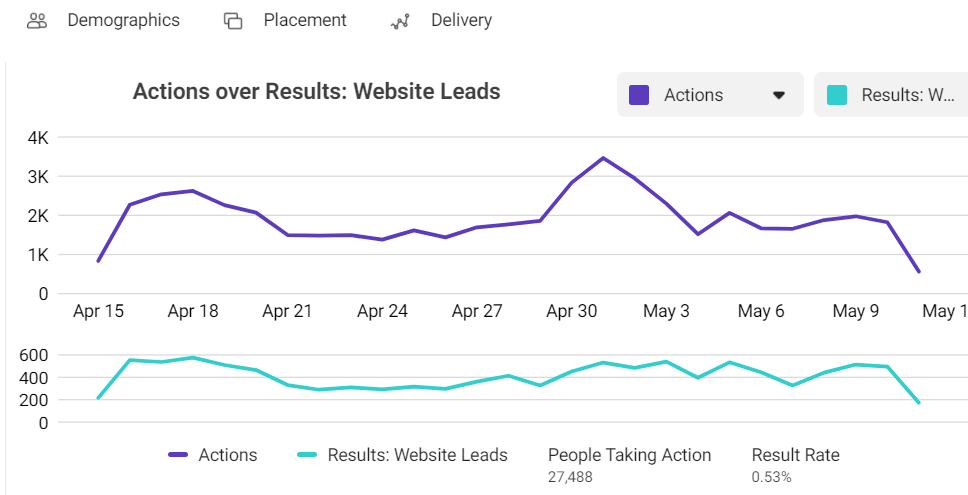 Demographics Placement Delivery
Actions over Results: Website Leads Actions Results: W...
4K
3K
2K
1K
0
Apr 15 Apr 18 Apr 21 Apr 24 Apr 27 Apr 30 May 3 May 6 May 9 May 1
600
400
200
0
Actions Results: Website Leads People Taking Action Result Rate
27,488 0.53%